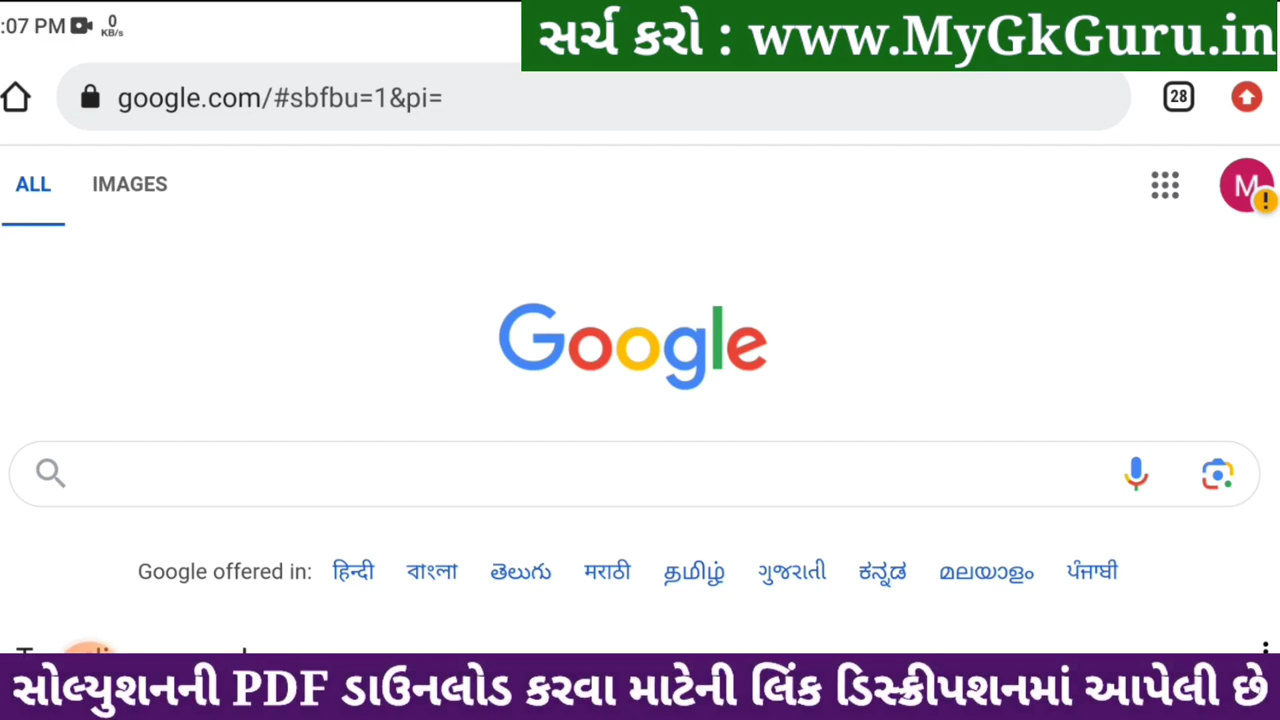 :07 PM 0 KB/s
સર્ચ કરો : www.MyGkGuru.in
google.com/#sbfbu=1&pi=
28
ALL IMAGES
M
Google
Google offered in: हिन्दी বাংলা తెలుగు मराठी தமிழ் ગુજરાતી ಕನ್ನಡ മലയാളം ਪੰਜਾਬੀ
સોલ્યુશનની PDF ડાઉનલોડ કરવા માટેની લિંક ડિસ્ક્રીપશનમાં આપેલી છે